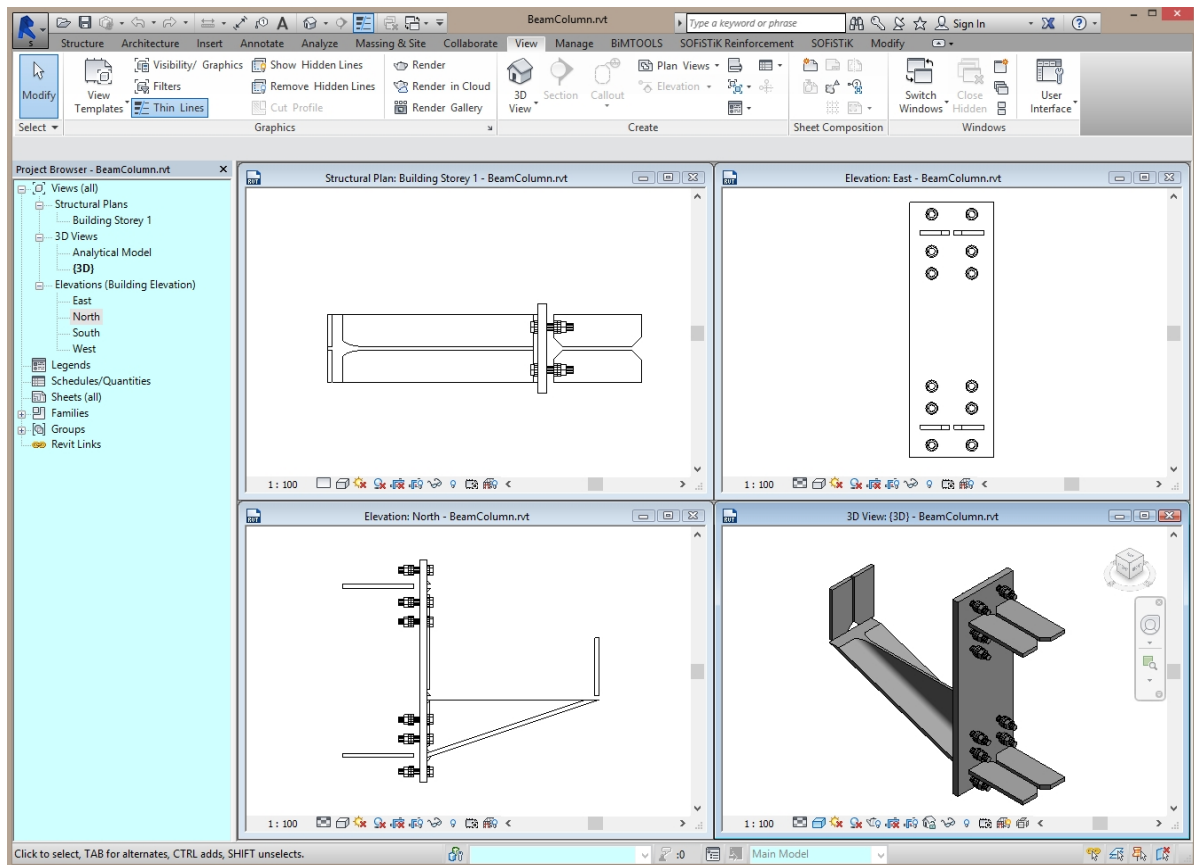 BeamColumn.rvt
Type a keyword or phrase
Sign In
S
Structure Architecture Insert Annotate Analyze Massing & Site Collaborate View Manage BiMTOOLS SOFiSTiK Reinforcement SOFiSTiK Modify
Modify
View
Templates
Visibility/ Graphics
Filters
Thin Lines
Show Hidden Lines
Remove Hidden Lines
Cut Profile
Render
Render in Cloud
Render Gallery
3D
View
Section
Callout
Plan Views
Elevation
Switch
Windows
Close
Hidden
User
Interface
Select
Graphics
Create
Sheet Composition
Windows
Project Browser - BeamColumn.rvt
Views (all)
Structural Plans
Building Storey 1
3D Views
Analytical Model
{3D}
Elevations (Building Elevation)
East
North
South
West
Legends
Schedules/Quantities
Sheets (all)
Families
Groups
Revit Links
Structural Plan: Building Storey 1 - BeamColumn.rvt
1 : 100
Elevation: East - BeamColumn.rvt
1 : 100
Elevation: North - BeamColumn.rvt
1 : 100
3D View: {3D} - BeamColumn.rvt
1 : 100
Click to select, TAB for alternates, CTRL adds, SHIFT unselects.
:0
Main Model